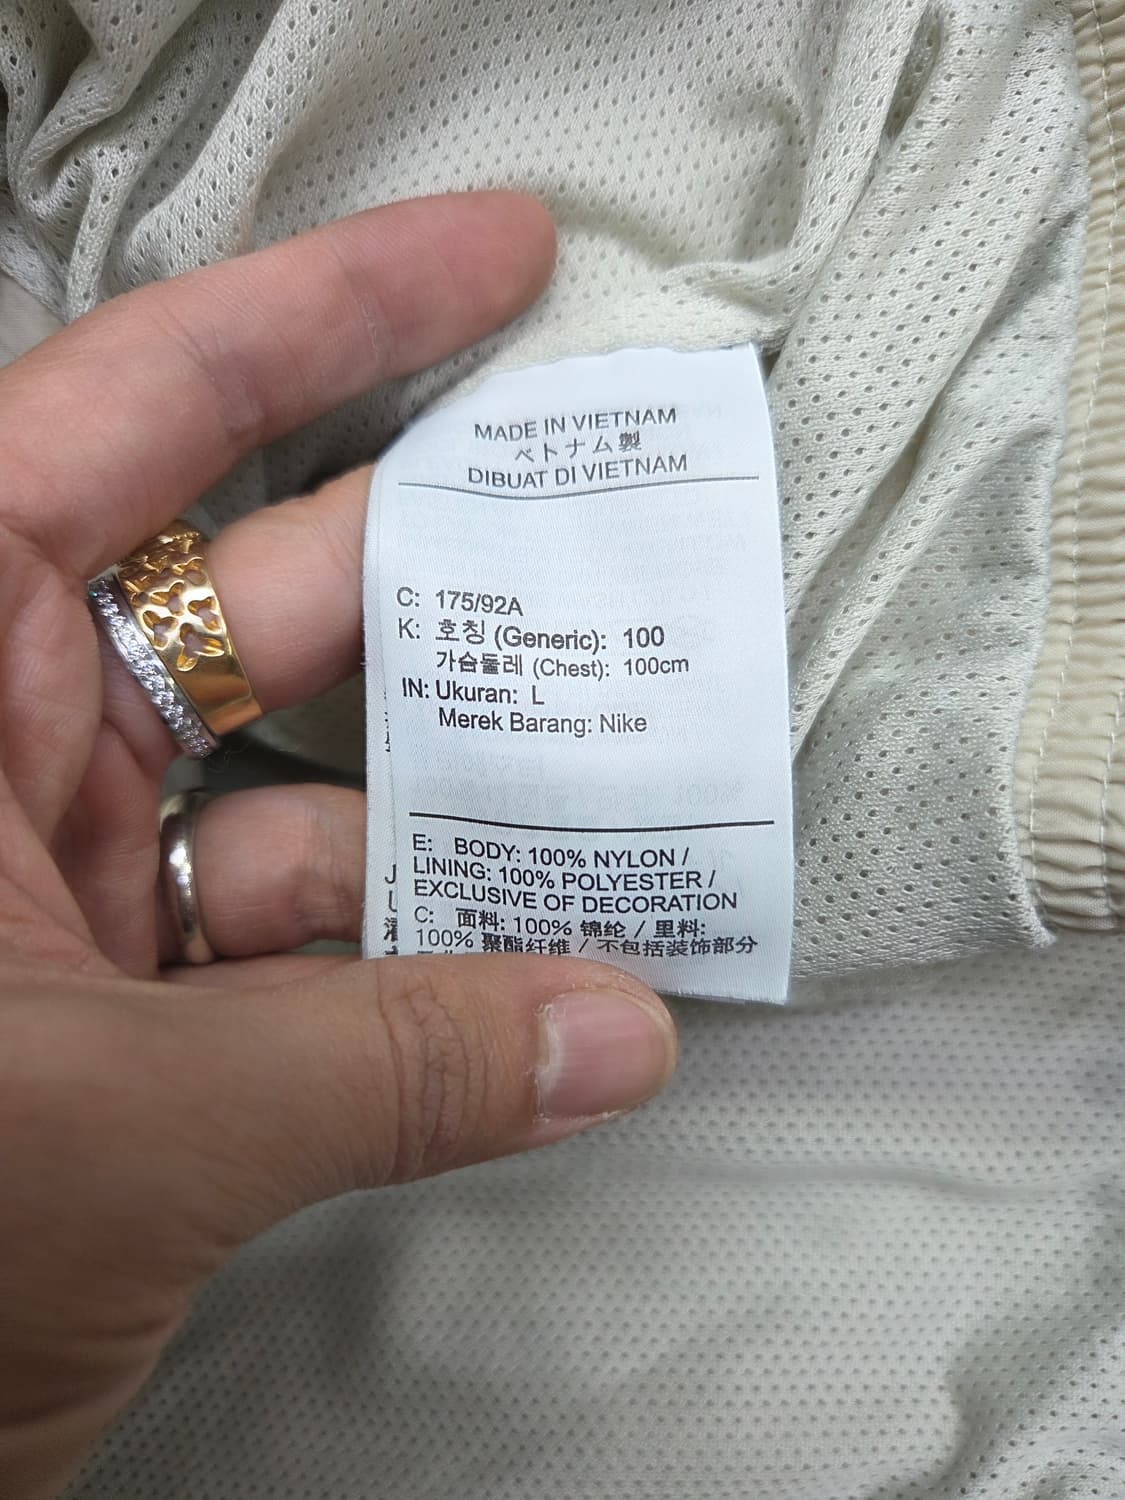 MADE IN VIETNAM
ベトナム製
DIBUAT DI VIETNAM
C: 175/92A
K: 호칭 (Generic): 100
가슴둘레 (Chest): 100cm
IN: Ukuran: L
Merek Barang: Nike
E: BODY: 100% NYLON /
LINING: 100% POLYESTER /
EXCLUSIVE OF DECORATION
C: 面料: 100% 锦纶 / 里料:
100% 聚酯纤维 / 不包括装饰部分